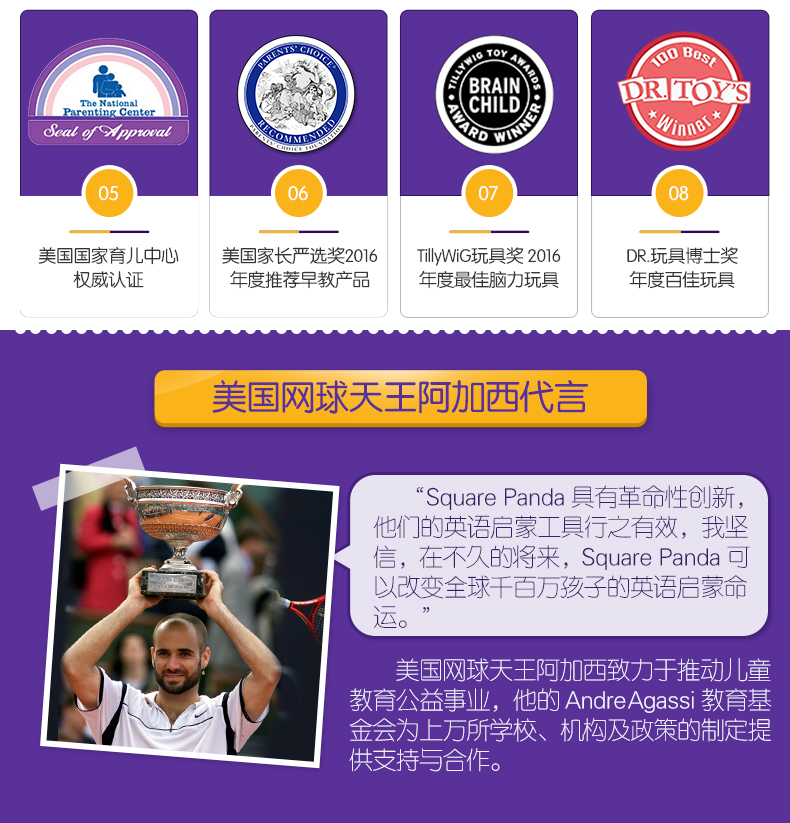 The National
Parenting Center
Seal of Approval
PARENTS' CHOICE®
RECOMMENDED
PARENTS' CHOICE FOUNDATION
TILLYWIG TOY AWARDS
BRAIN
CHILD
AWARD WINNER
100 Best
DR. TOY'S
Winner
05
06
07
08
美国国家育儿中心
权威认证
美国家长严选奖2016
年度推荐早教产品
TillyWiG玩具奖 2016
年度最佳脑力玩具
DR.玩具博士奖
年度百佳玩具
美国网球天王阿加西代言
“Square Panda 具有革命性创新，
他们的英语启蒙工具行之有效，我坚
信，在不久的将来，Square Panda 可
以改变全球千百万孩子的英语启蒙命
运。”
美国网球天王阿加西致力于推动儿童
教育公益事业，他的 AndreAgassi 教育基
金会为上万所学校、机构及政策的制定提
供支持与合作。